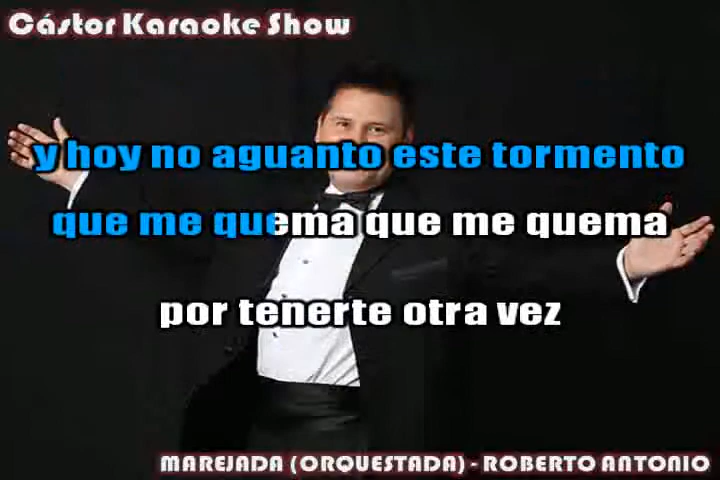 Cástor Karaoke Show
y hoy no aguanto este tormento
que me quema que me quema
por tenerte otra vez
MAREJADA (ORQUESTADA) - ROBERTO ANTONIO